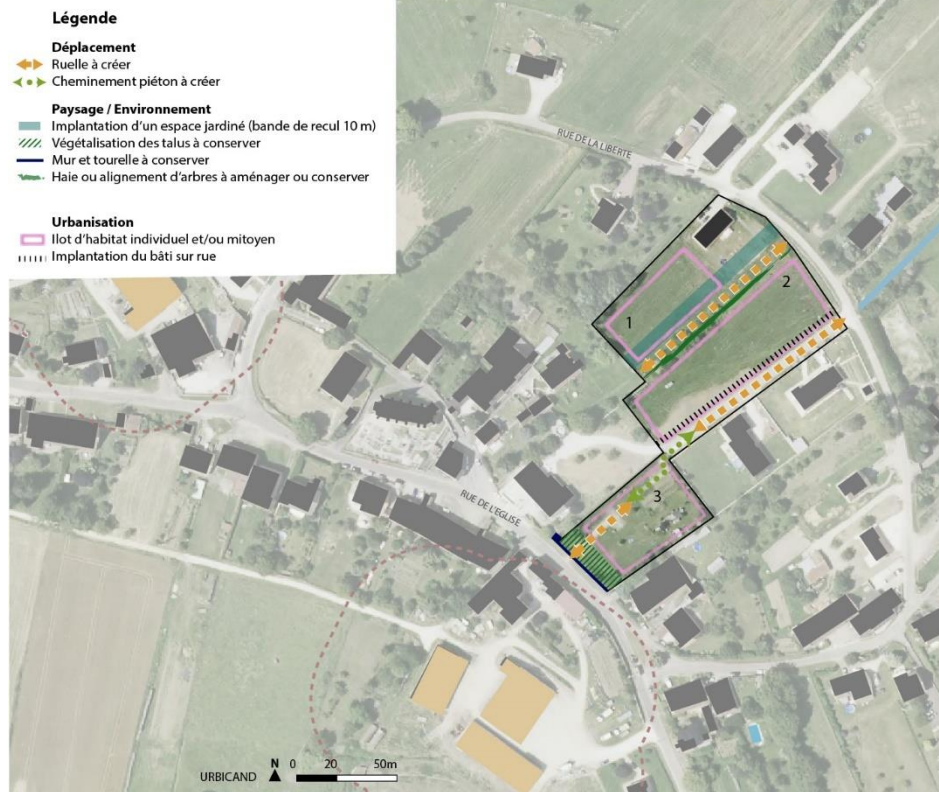 Légende
Déplacement
Ruelle à créer
Cheminement piéton à créer
Paysage / Environnement
Implantation d'un espace jardiné (bande de recul 10 m)
Végétalisation des talus à conserver
Mur et tourelle à conserver
Haie ou alignement d'arbres à aménager ou conserver
Urbanisation
Ilot d'habitat individuel et/ou mitoyen
Implantation du bâti sur rue
RUE DE LA LIBERTE
1
2
3
RUE DE L'EGLISE
URBICAND
N
0 20 50m